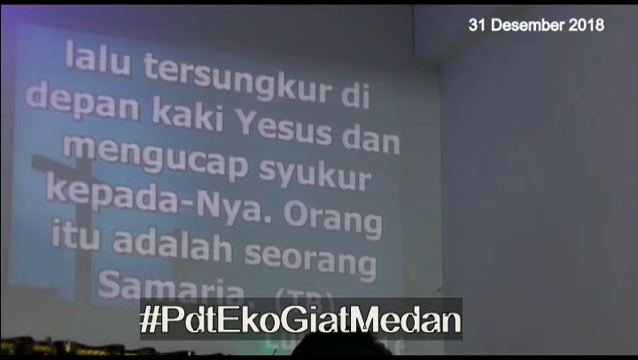 31 Desember 2018
lalu tersungkur di
depan kaki Yesus dan
mengucap syukur
kepada-Nya. Orang
itu adalah seorang
Samaria. (TB)
#PdtEkoGiatMedan